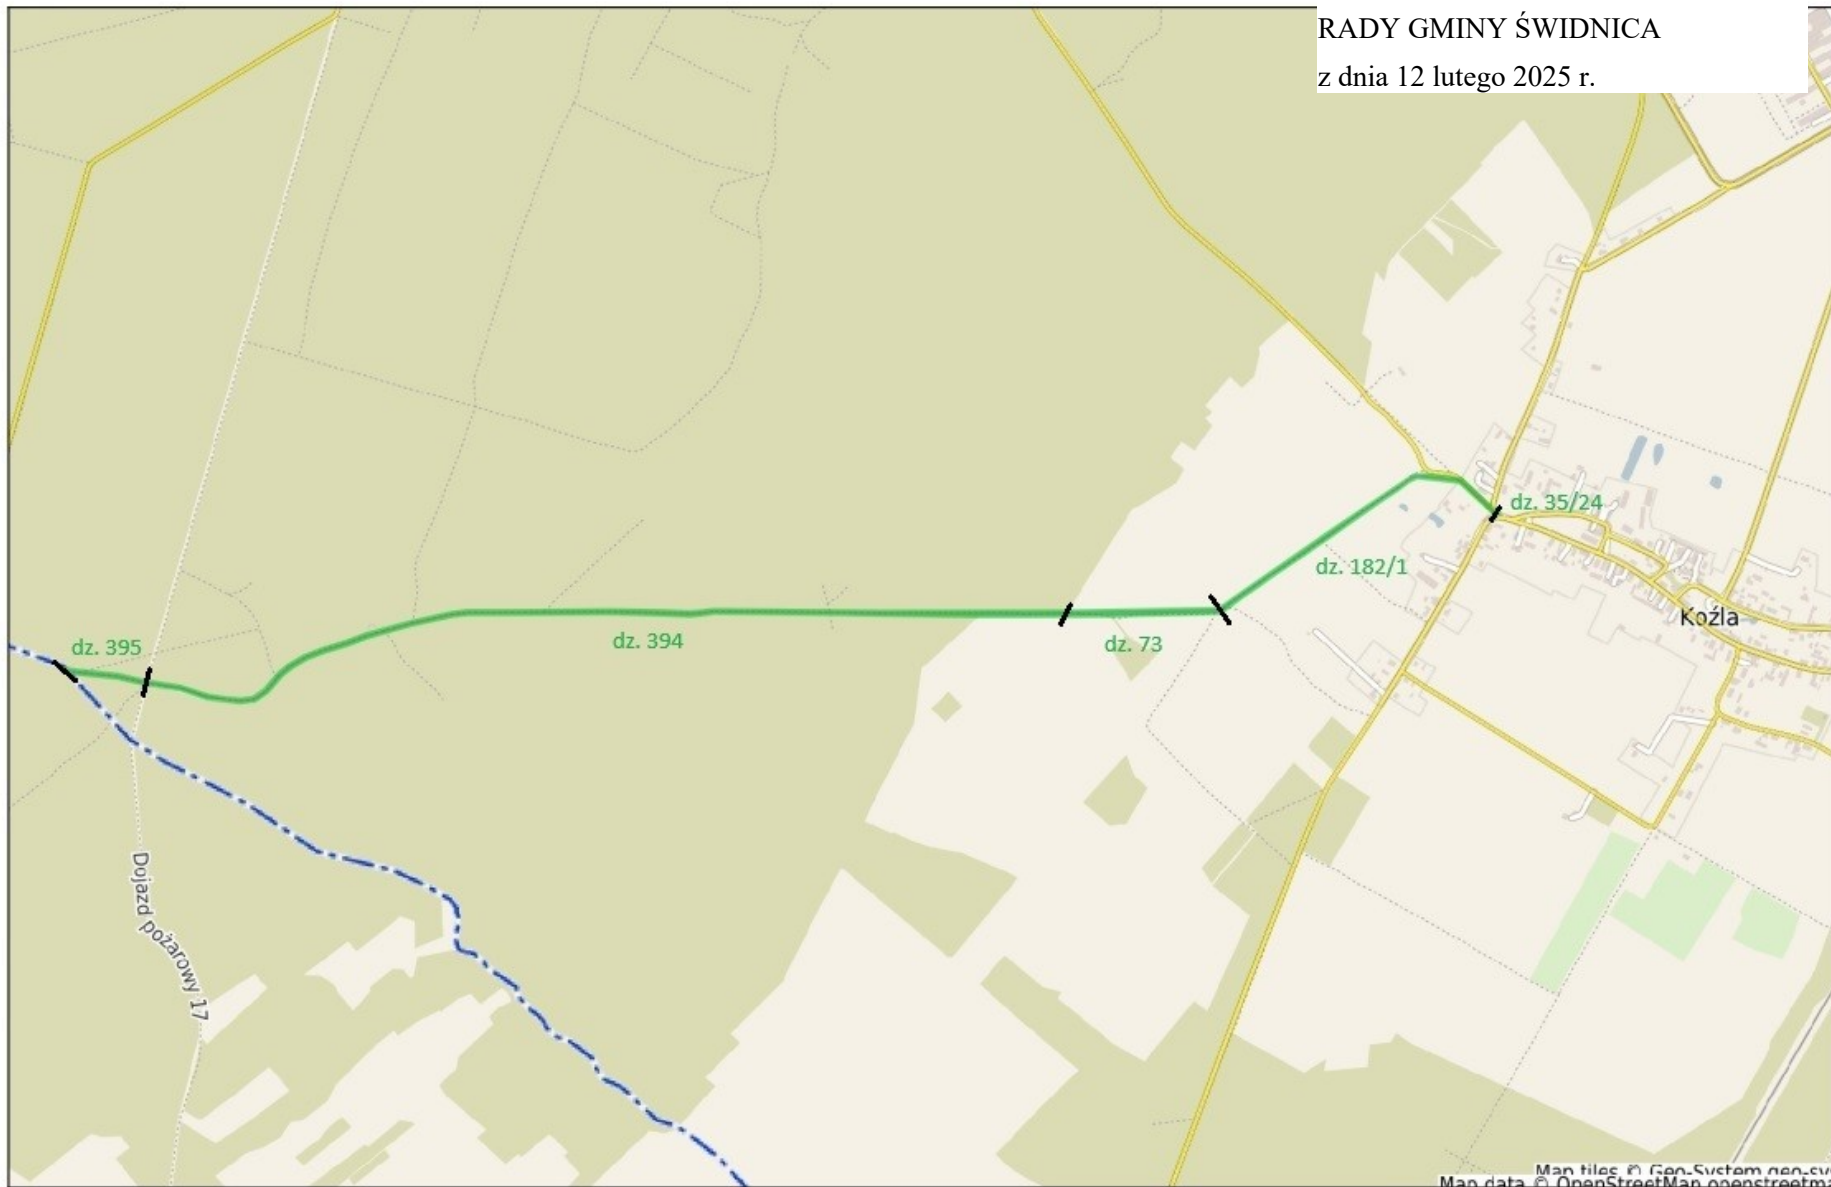 RADY GMINY ŚWIDNICA
z dnia 12 lutego 2025 r.
dz. 35/24
dz. 182/1
Koźla
dz. 395
dz. 394
dz. 73
Dojazd pożarowy 17
Map tiles © Geo-System
Map data © OpenStreetMap